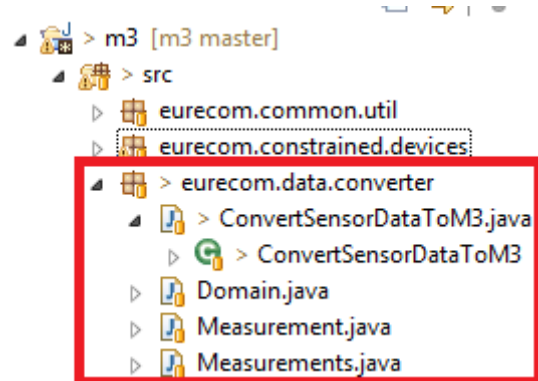 > m3 [m3 master]
> src
eurecom.common.util
eurecom.constrained.devices
> eurecom.data.converter
> ConvertSensorDataToM3.java
> ConvertSensorDataToM3
Domain.java
Measurement.java
Measurements.java